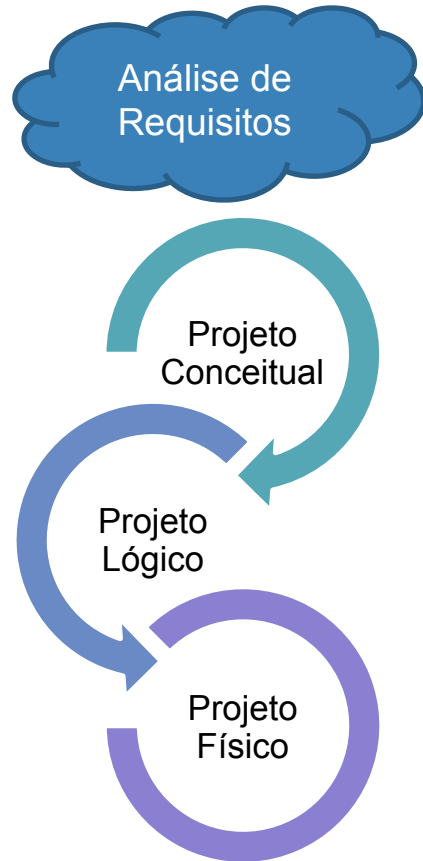 Análise de
Requisitos
Projeto
Conceitual
Projeto
Lógico
Projeto
Físico